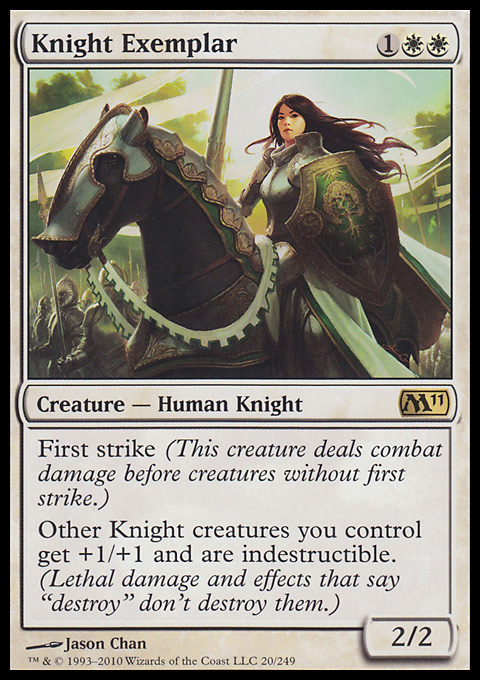 Knight Exemplar 1
Creature — Human Knight M11
First strike (This creature deals combat
damage before creatures without first
strike.)
Other Knight creatures you control
get +1/+1 and are indestructible.
(Lethal damage and effects that say
“destroy” don’t destroy them.)
Jason Chan
2/2
™ & © 1993–2010 Wizards of the Coast LLC 20/249